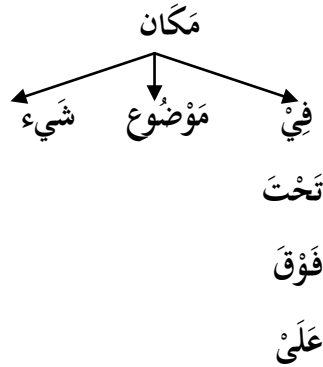 مَكَان
فِيْ مَوْضُوع شَيء
تَحْتَ
فَوْقَ
عَلَىْ